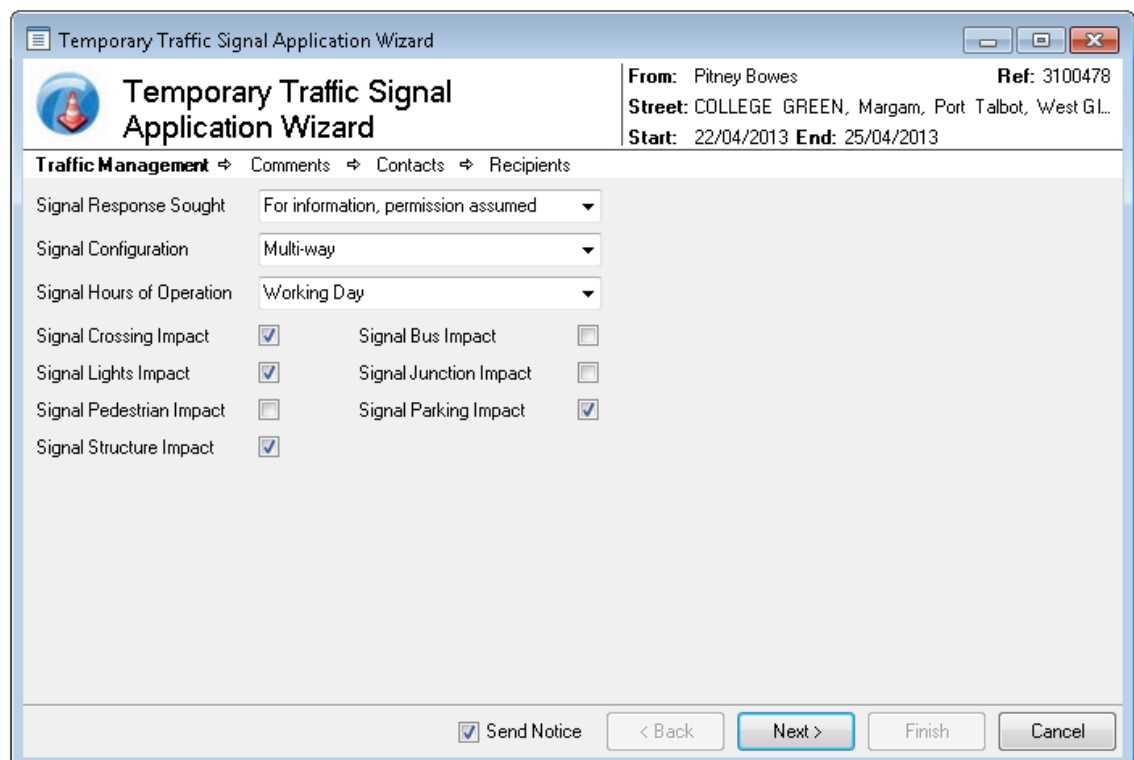 Temporary Traffic Signal Application Wizard
Temporary Traffic Signal
Application Wizard
From: Pitney Bowes Ref: 3100478
Street: COLLEGE GREEN, Margam, Port Talbot, West Gl...
Start: 22/04/2013 End: 25/04/2013
Traffic Management ⇨ Comments ⇨ Contacts ⇨ Recipients
Signal Response Sought For information, permission assumed
Signal Configuration Multi-way
Signal Hours of Operation Working Day
Signal Crossing Impact Signal Bus Impact
Signal Lights Impact Signal Junction Impact
Signal Pedestrian Impact Signal Parking Impact
Signal Structure Impact
Send Notice < Back Next > Finish Cancel